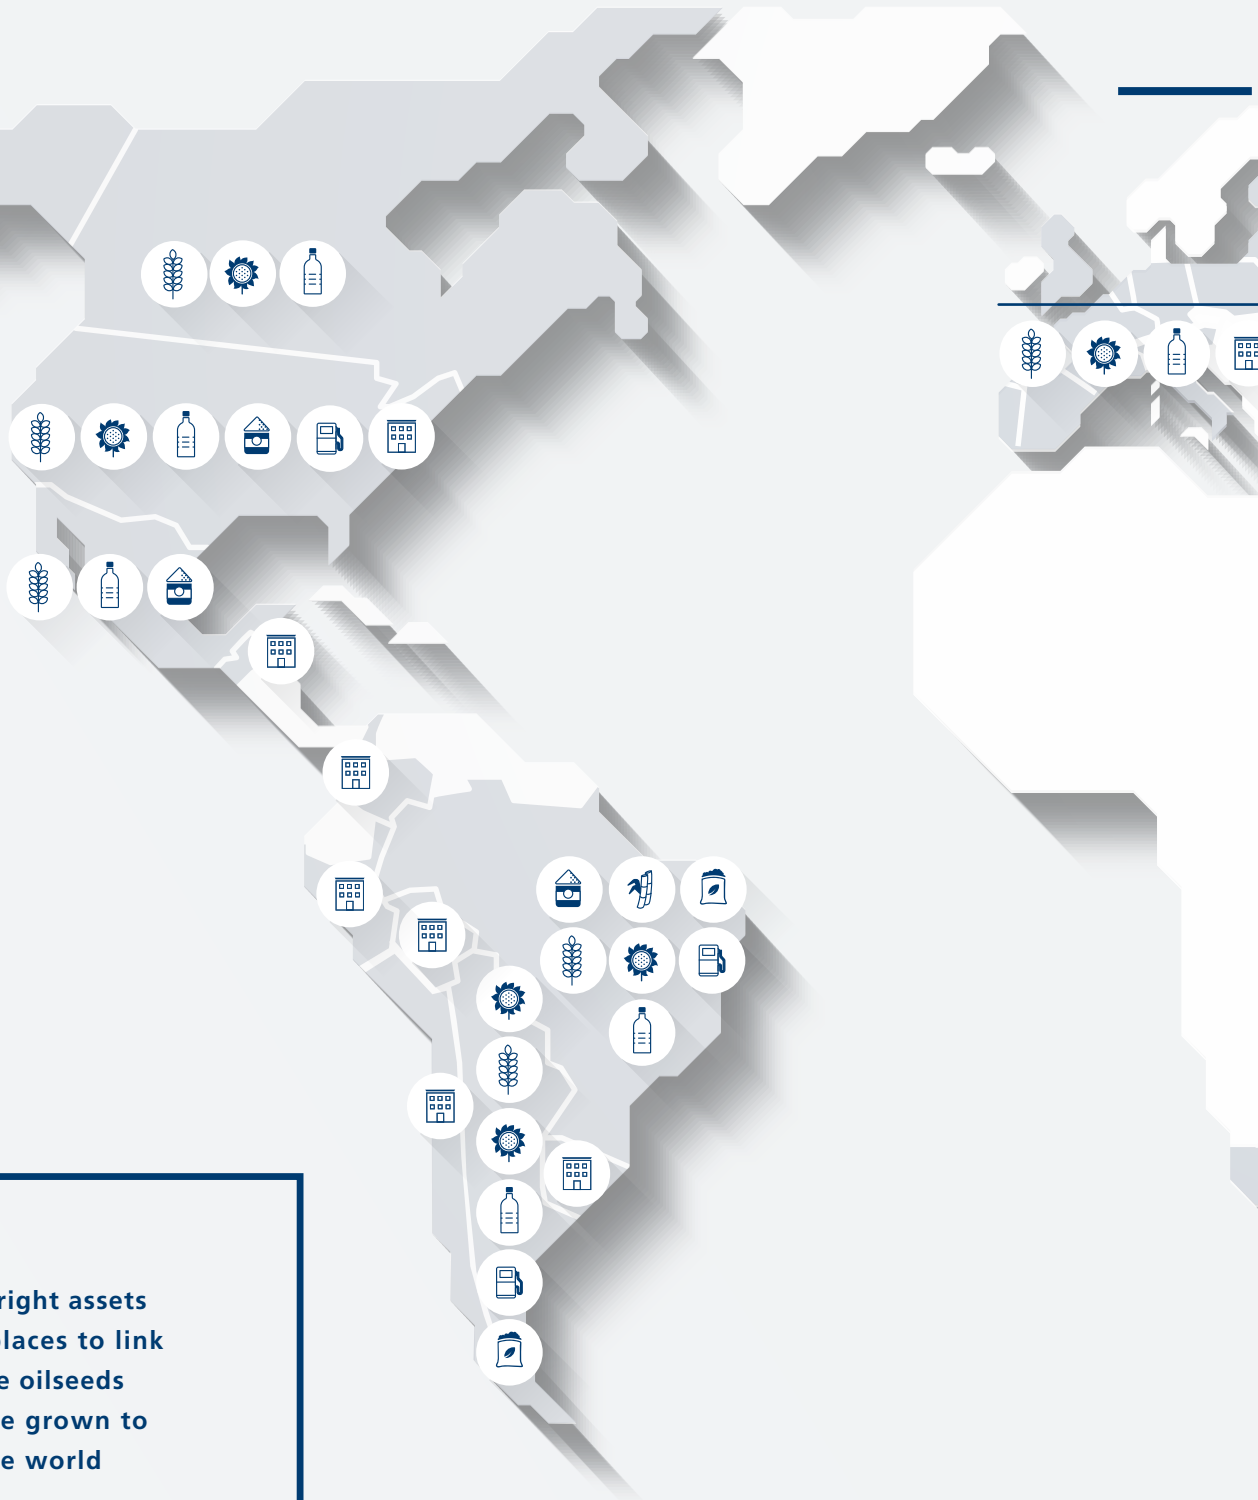 right assets
laces to link
e oilseeds
e grown to
e world